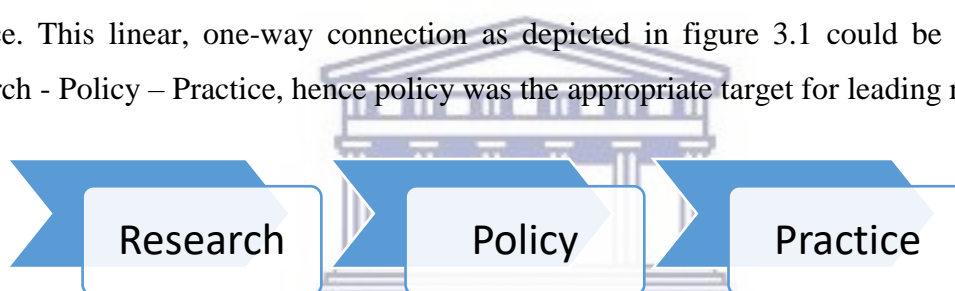 ce. This linear, one-way connection as depicted in figure 3.1 could be
rch - Policy – Practice, hence policy was the appropriate target for leading
Research Policy Practice